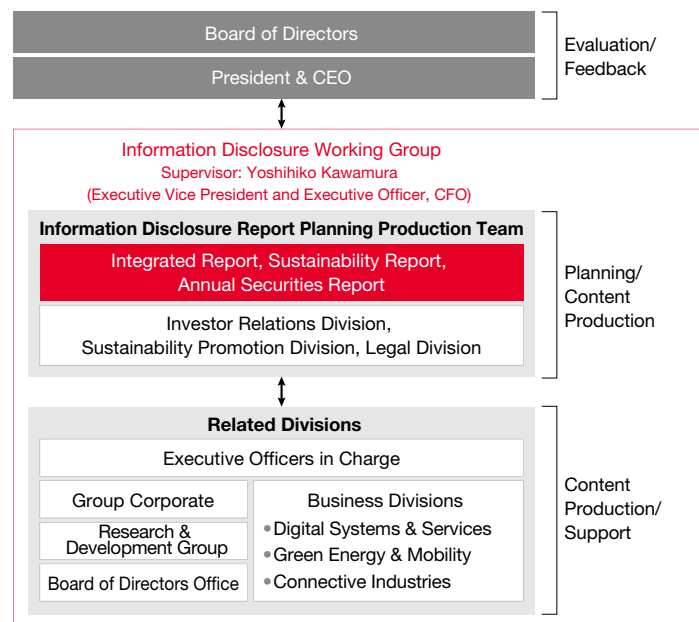 Board of Directors
President & CEO
Evaluation/
Feedback
Information Disclosure Working Group
Supervisor: Yoshihiko Kawamura
(Executive Vice President and Executive Officer, CFO)
Information Disclosure Report Planning Production Team
Integrated Report, Sustainability Report,
Annual Securities Report
Investor Relations Division,
Sustainability Promotion Division, Legal Division
Planning/
Content
Production
Related Divisions
Executive Officers in Charge
Group Corporate
Research &
Development Group
Board of Directors Office
Business Divisions
•Digital Systems & Services
•Green Energy & Mobility
•Connective Industries
Content
Production/
Support